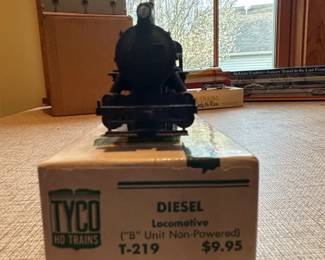 TYCO
HO TRAINS
DIESEL
Locomotive
("B" Unit Non-Powered)
T-219 $9.95